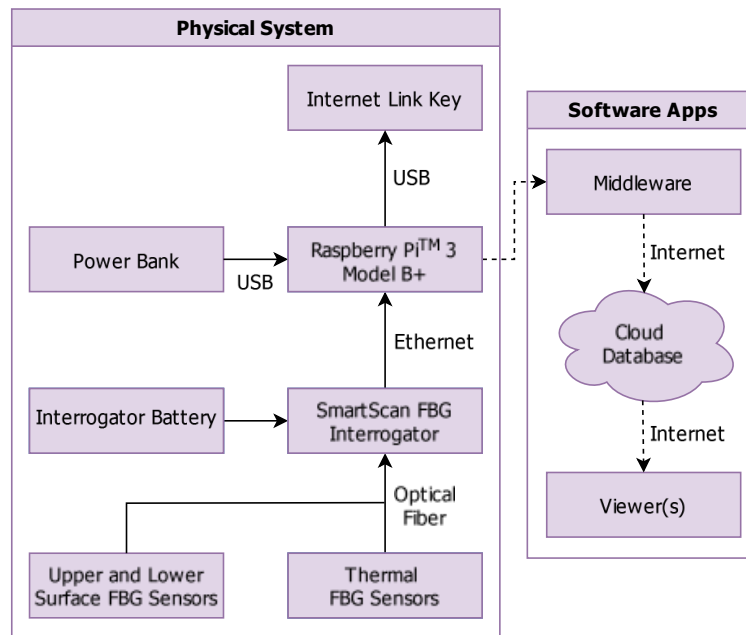 Physical System
Internet Link Key
USB
Power Bank
USB
Raspberry Pi™ 3
Model B+
Ethernet
Interrogator Battery
SmartScan FBG
Interrogator
Optical
Fiber
Upper and Lower
Surface FBG Sensors
Thermal
FBG Sensors
Software Apps
Middleware
Internet
Cloud
Database
Internet
Viewer(s)